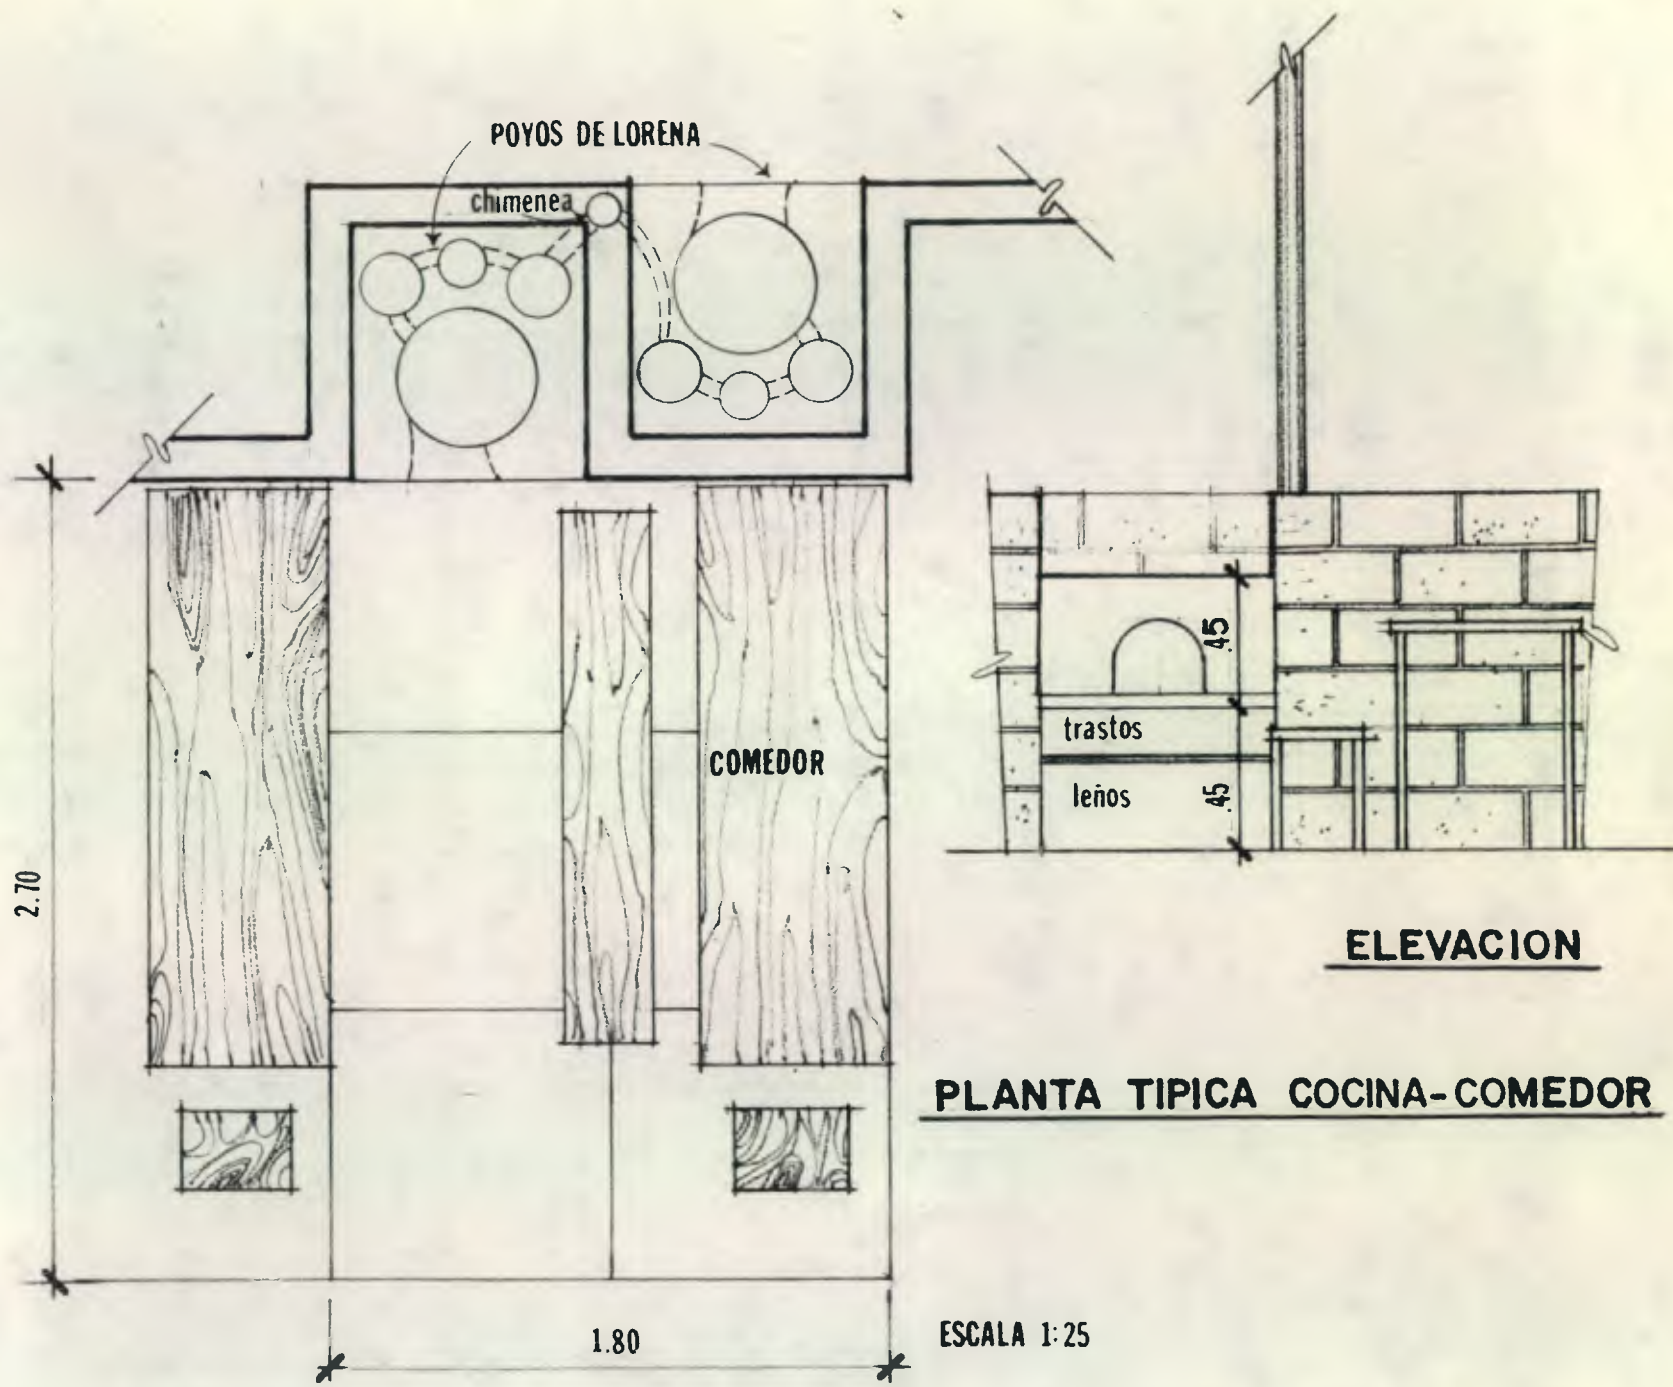 POYOS DE LORENA
chimenea
COMEDOR
2.70
1.80
ESCALA 1:25
.45
trastos
leños
.45
ELEVACION
PLANTA TIPICA COCINA-COMEDOR